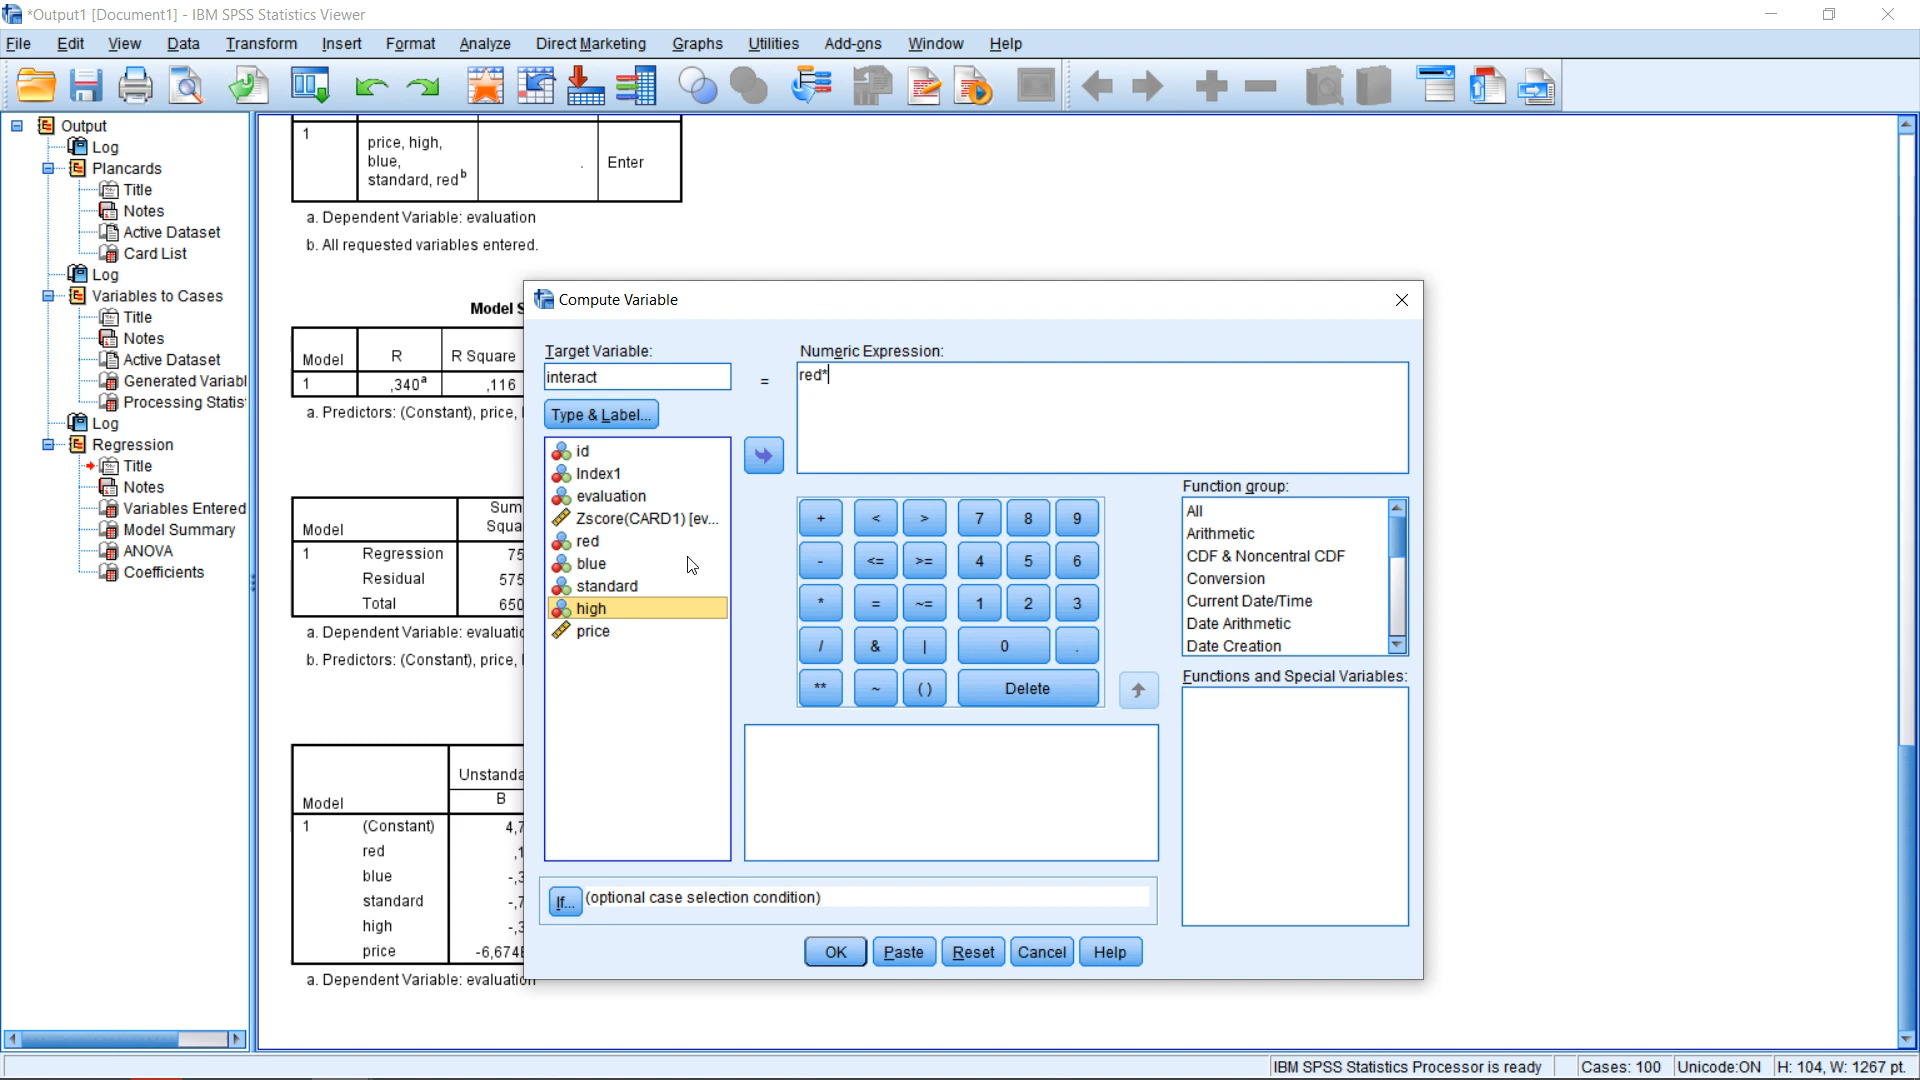 *Output1 [Document1] - IBM SPSS Statistics Viewer
File Edit View Data Transform Insert Format Analyze Direct Marketing Graphs Utilities Add-ons Window Help
Output
Log
Plancards
Title
Notes
Active Dataset
Card List
Log
Variables to Cases
Title
Notes
Active Dataset
Generated Variabl
Processing Statis
Log
Regression
Title
Notes
Variables Entered
Model Summary
ANOVA
Coefficients
1 price, high, . Enter
blue,
standard, red b
a. Dependent Variable: evaluation
b. All requested variables entered.
Model S
Model R R Square
1 ,340a ,116
a. Predictors: (Constant), price,
Model Sum
Squa
1 Regression 75
Residual 575
Total 650
a. Dependent Variable: evaluatio
b. Predictors: (Constant), price,
Unstanda
Model B
1 (Constant) 4,7
red ,1
blue -,3
standard -,7
high -,3
price -6,674E
a. Dependent Variable: evaluation
Compute Variable
Target Variable:
interact
=
Numeric Expression:
red*
Type & Label...
id
Index1
evaluation
Zscore(CARD1) [ev...
red
blue
standard
high
price
+ < > 7 8 9
- <= >= 4 5 6
* = ~= 1 2 3
/ & | 0 .
** ~ ( ) Delete
Function group:
All
Arithmetic
CDF & Noncentral CDF
Conversion
Current Date/Time
Date Arithmetic
Date Creation
Functions and Special Variables:
If... (optional case selection condition)
OK Paste Reset Cancel Help
IBM SPSS Statistics Processor is ready Cases: 100 Unicode:ON H: 104, W: 1267 pt.